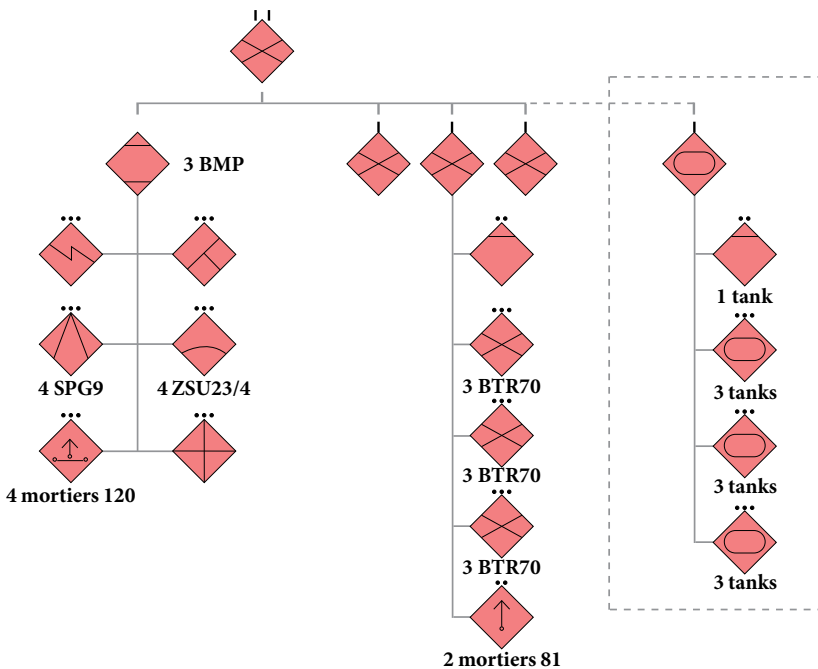 3 BMP
1 tank
4 SPG9
4 ZSU23/4
3 BTR70
3 tanks
3 BTR70
3 tanks
4 mortiers 120
3 BTR70
3 tanks
2 mortiers 81